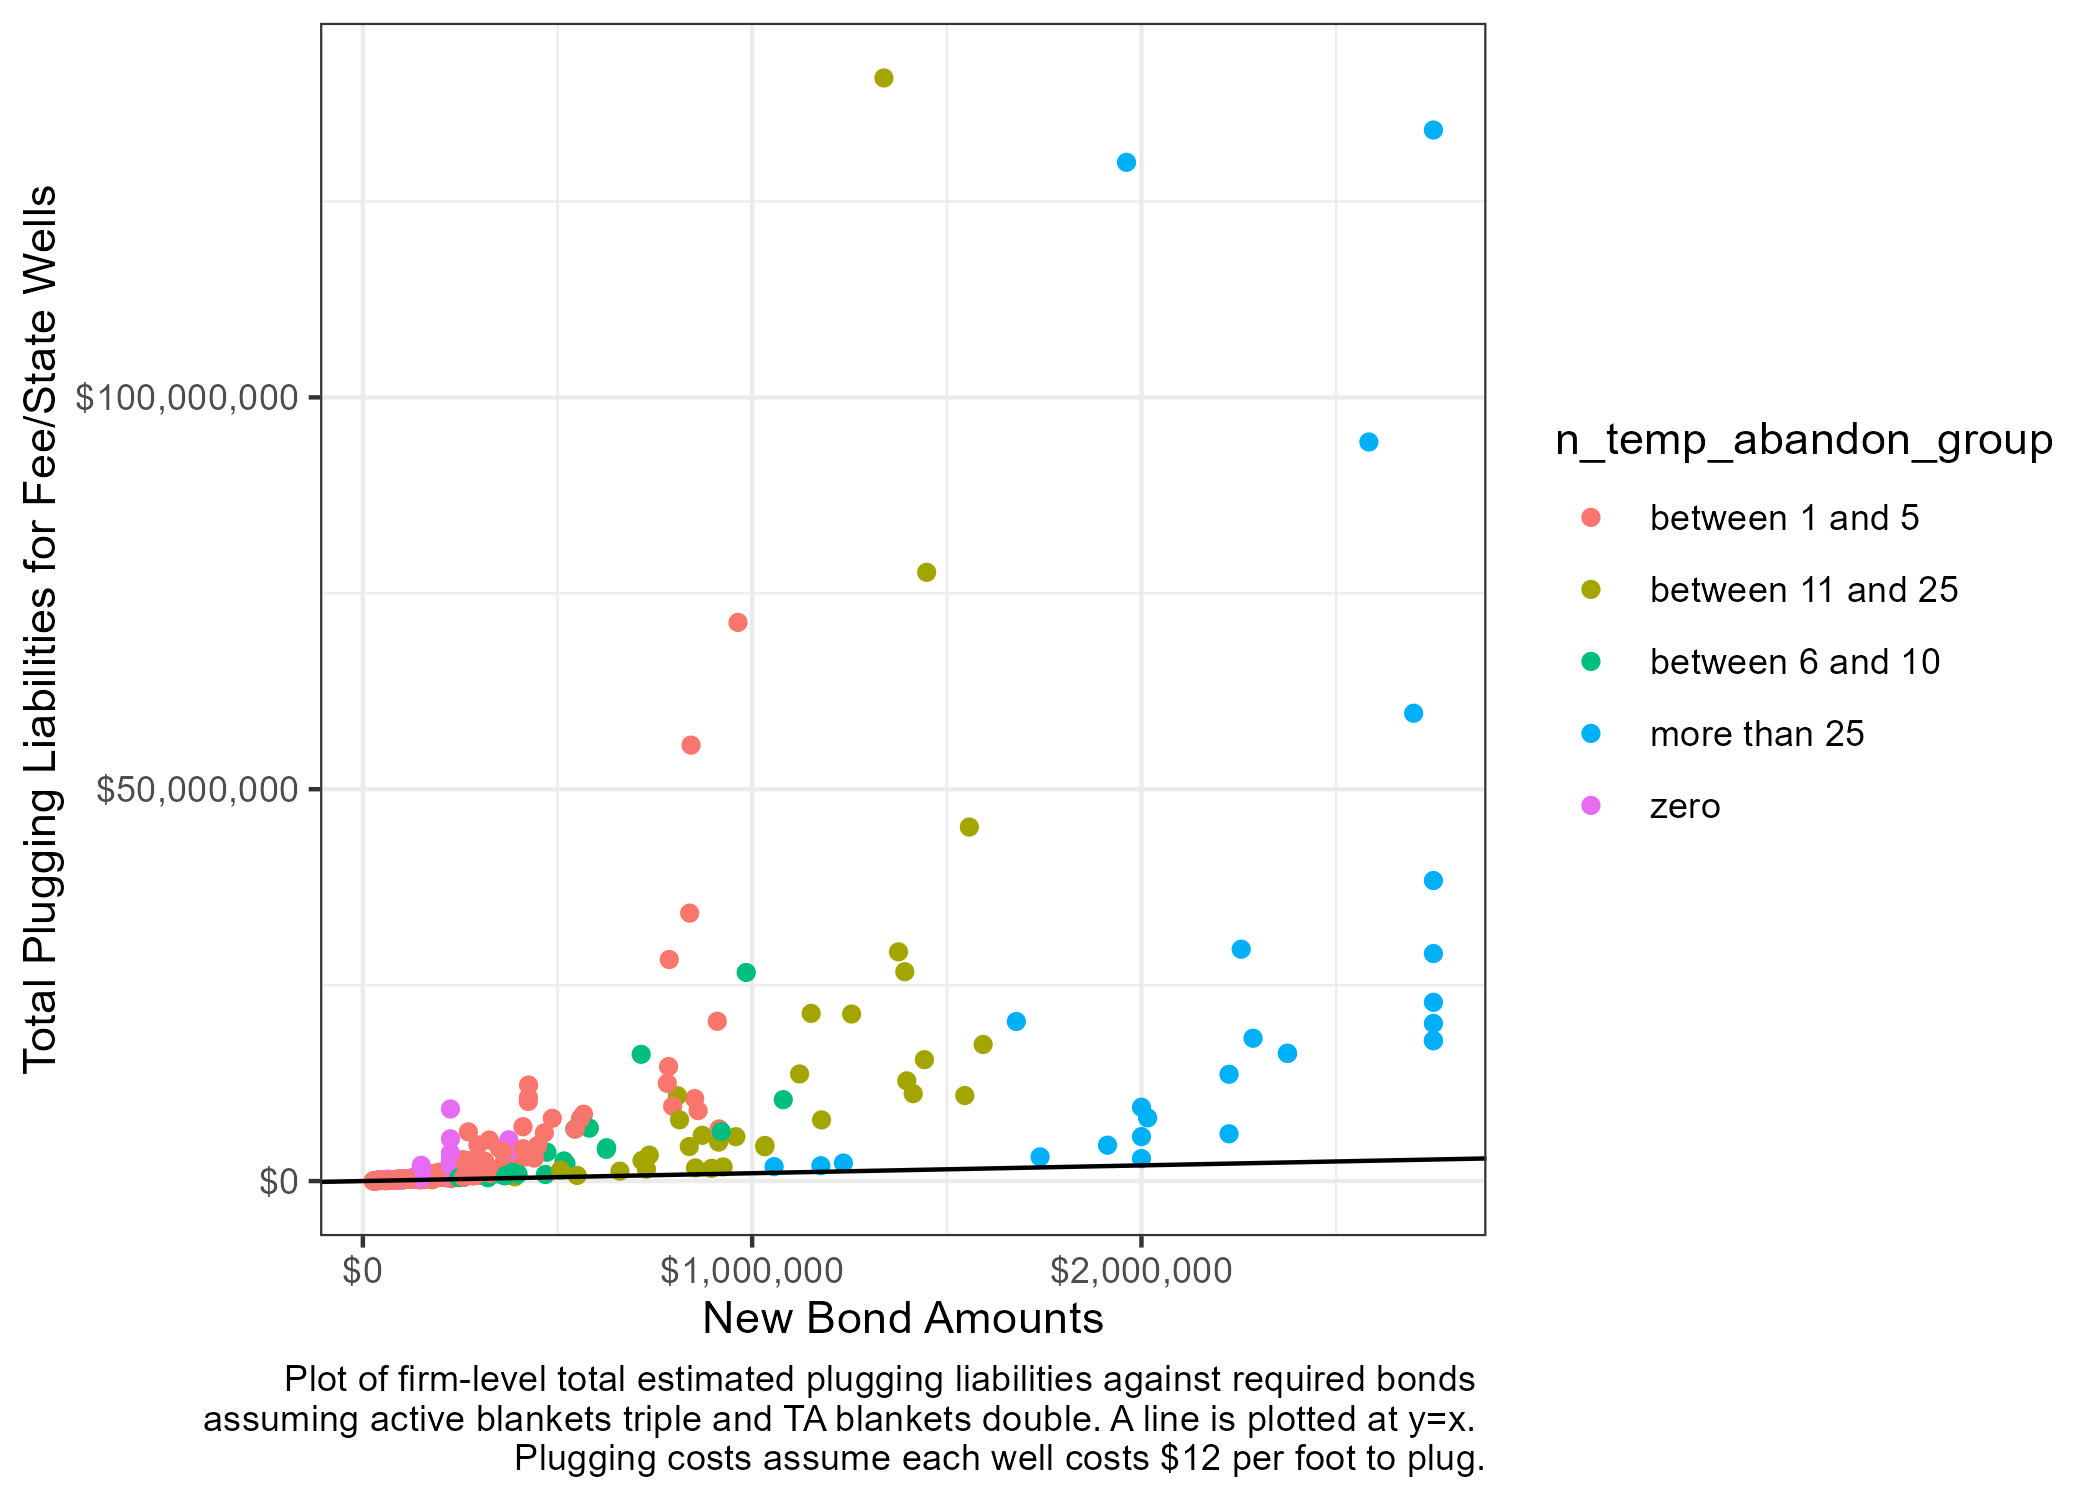 Total Plugging Liabilities for Fee/State Wells
$100,000,000
$50,000,000
$0
$0
$1,000,000
$2,000,000
New Bond Amounts
n_temp_abandon_group
between 1 and 5
between 11 and 25
between 6 and 10
more than 25
zero
Plot of firm-level total estimated plugging liabilities against required bonds
assuming active blankets triple and TA blankets double. A line is plotted at y=x.
Plugging costs assume each well costs $12 per foot to plug.